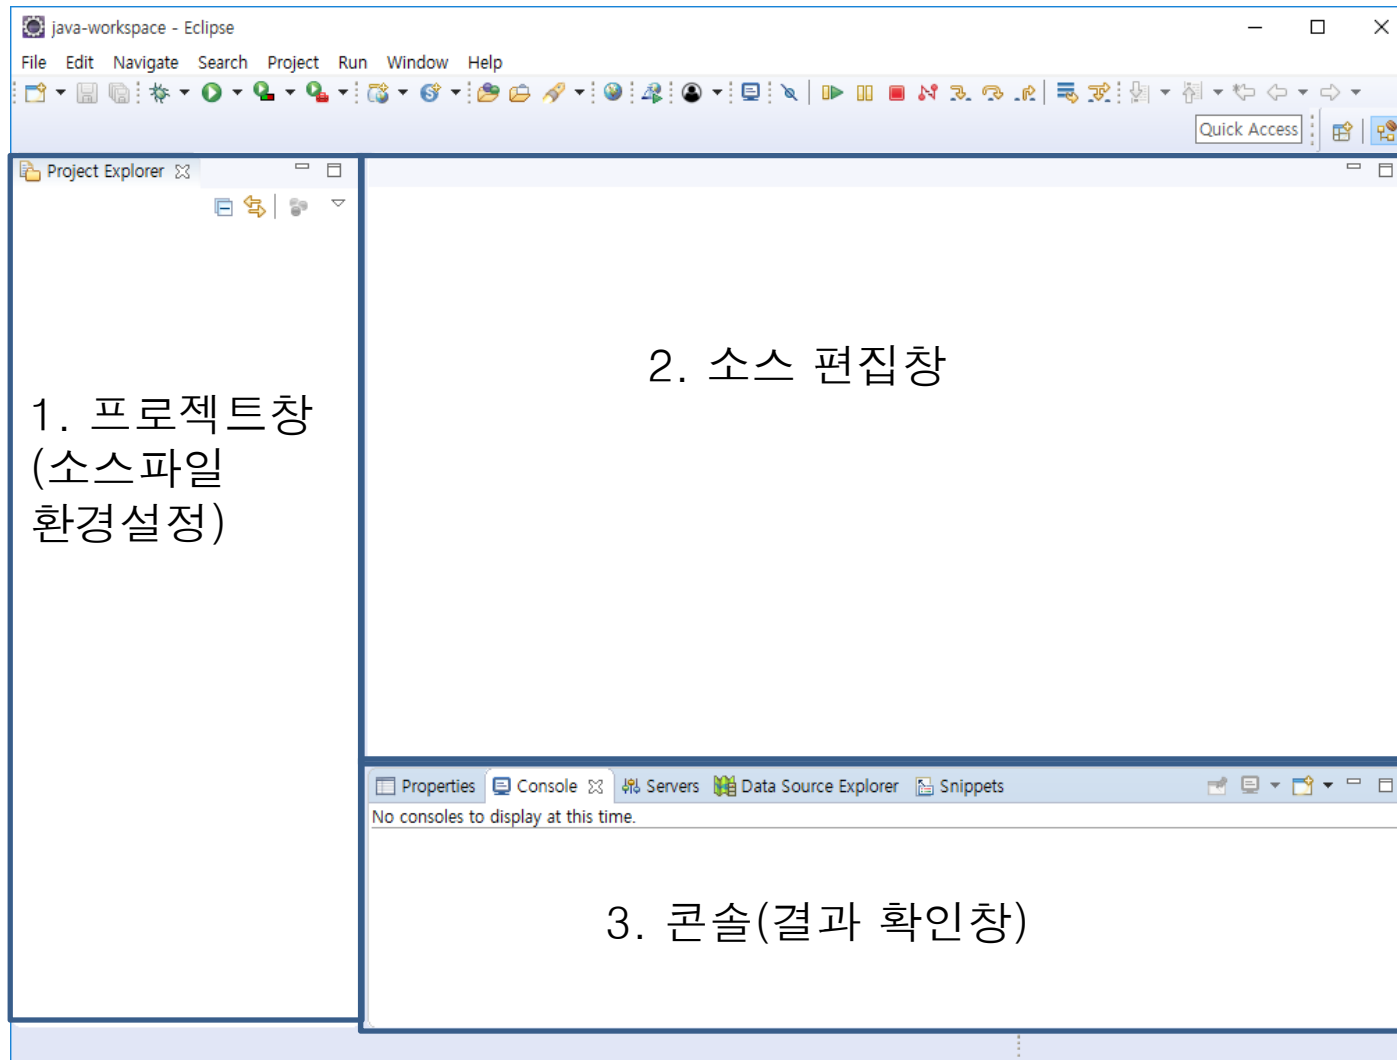 java-workspace - Eclipse
File Edit Navigate Search Project Run Window Help
Quick Access
Project Explorer
1. 프로젝트창
(소스파일
환경설정)
2. 소스 편집창
Properties Console Servers Data Source Explorer Snippets
No consoles to display at this time.
3. 콘솔(결과 확인창)